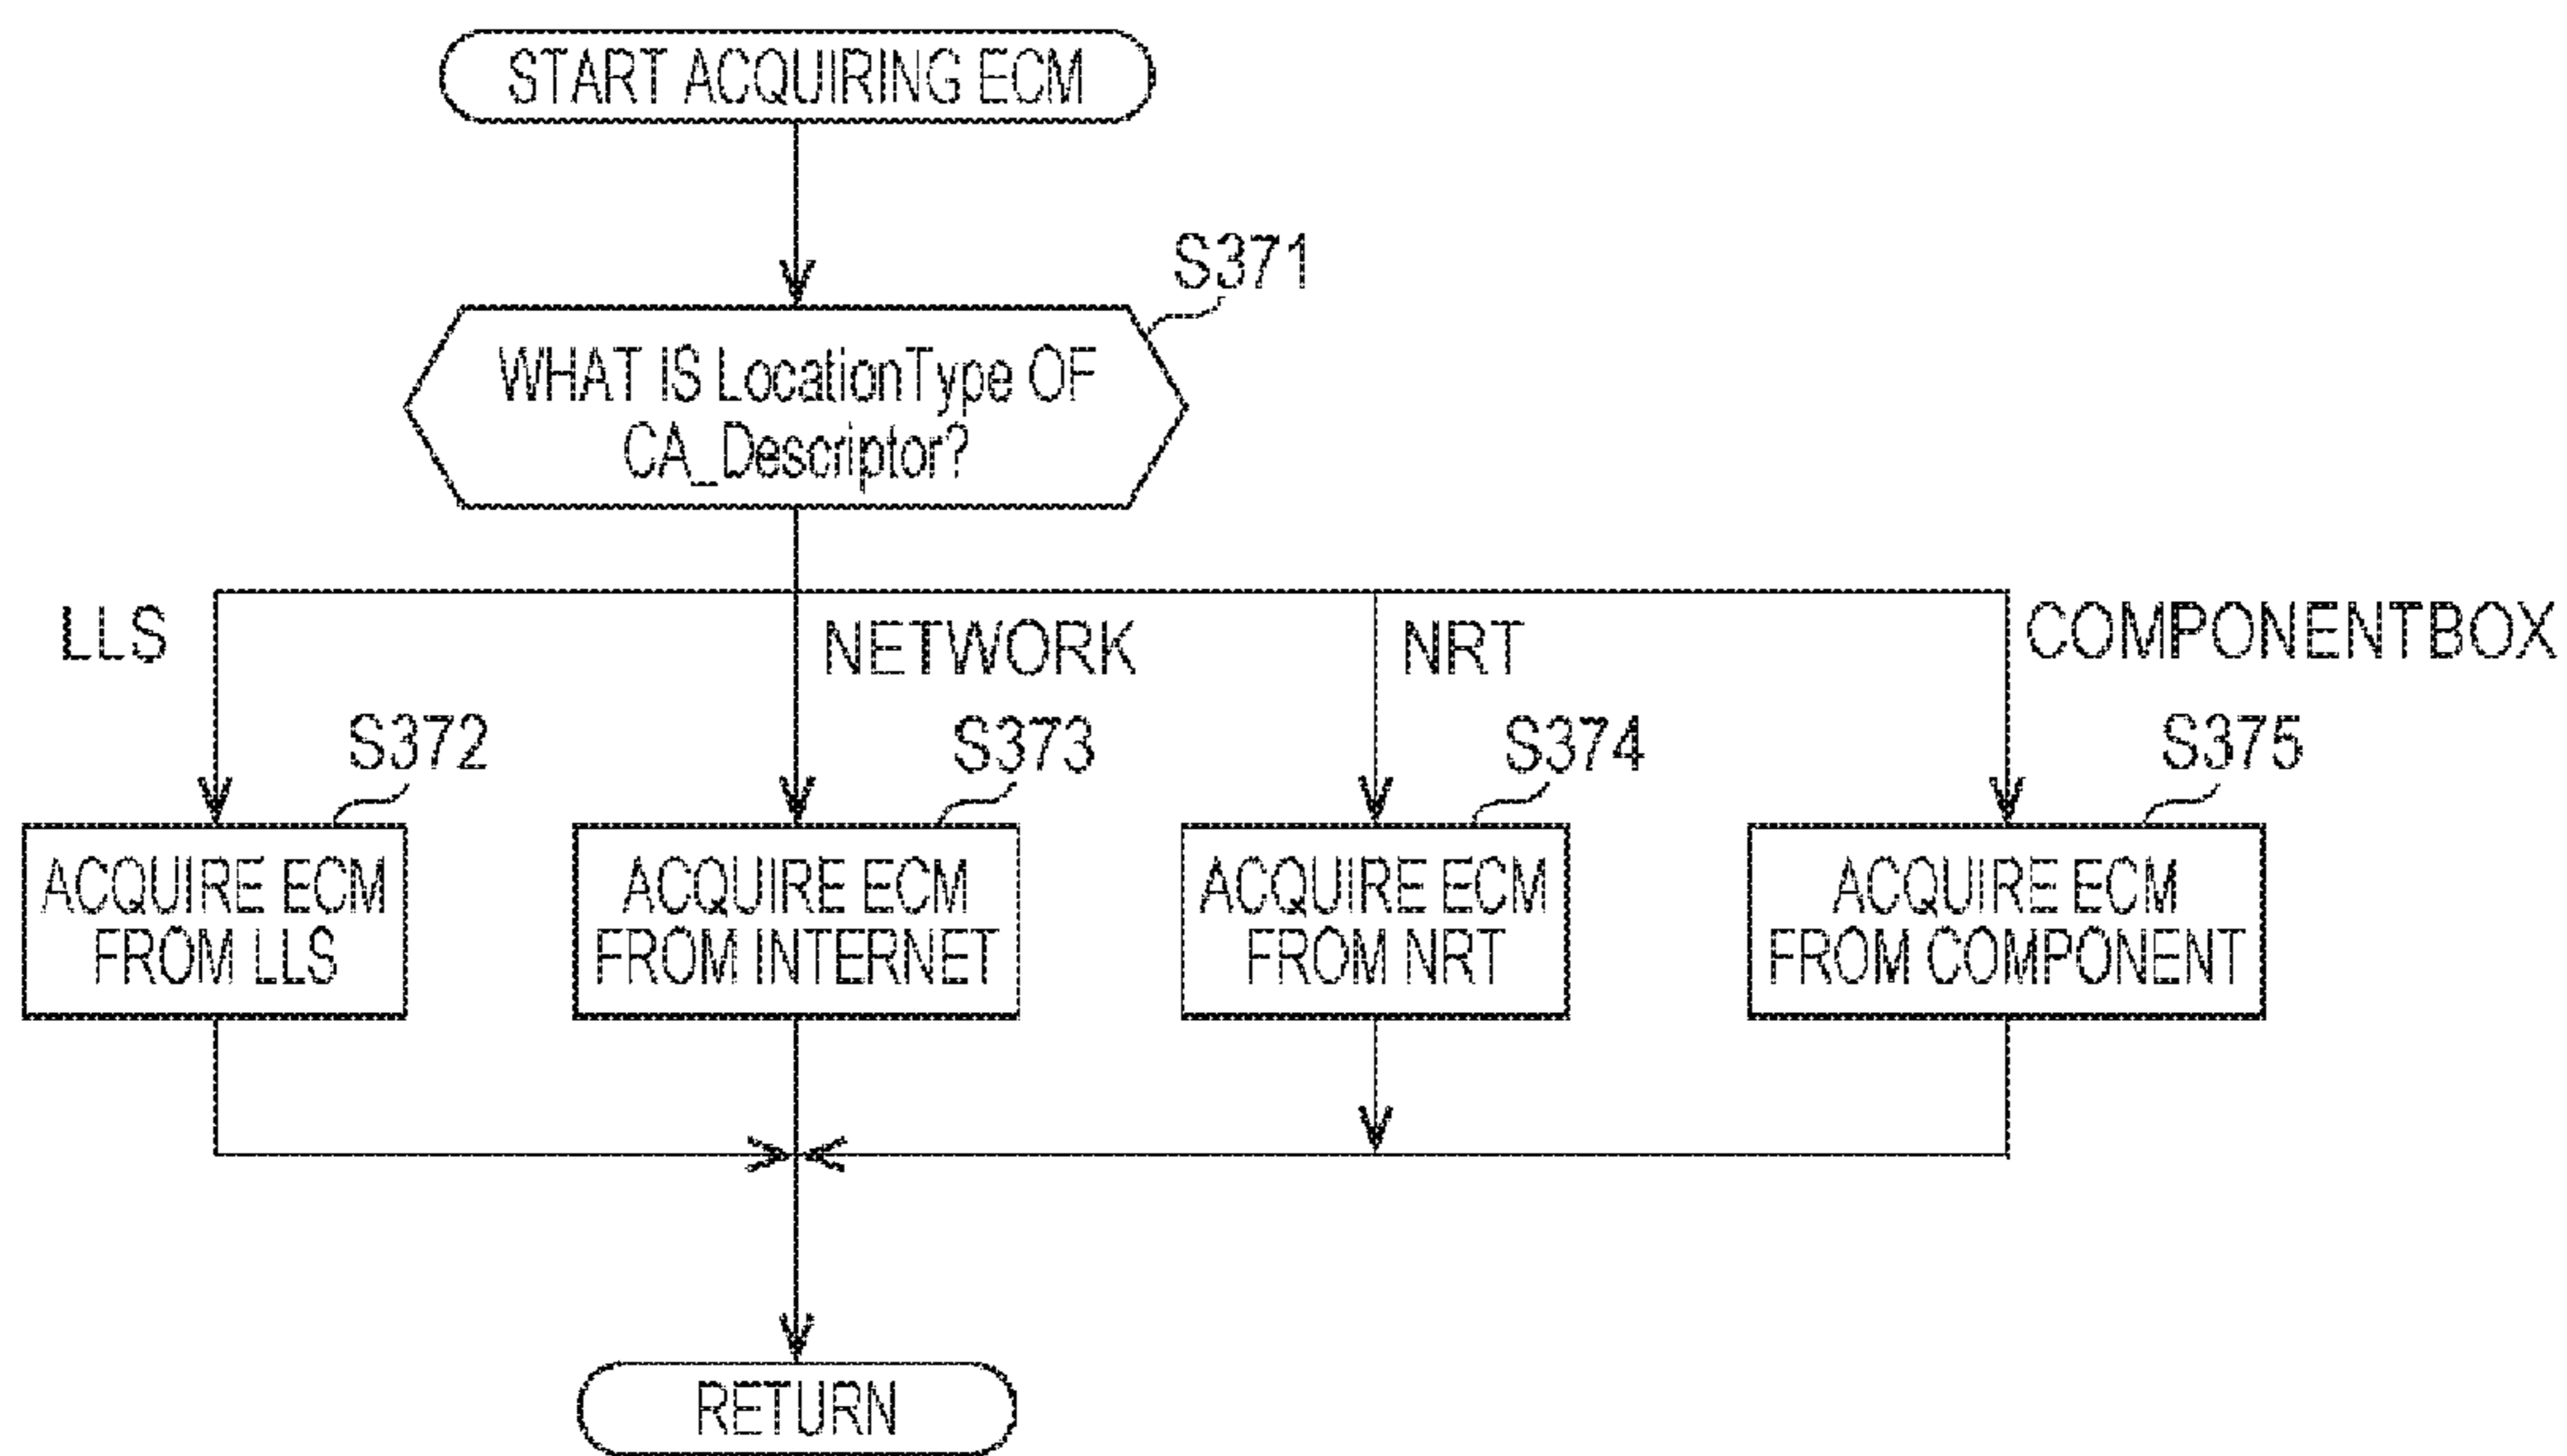 START ACQUIRING ECM
S371
WHAT IS LocationType OF
CA_Descriptor?
LLS
NETWORK
NRT
COMPONENTBOX
S372
S373
S374
S375
ACQUIRE ECM
FROM LLS
ACQUIRE ECM
FROM INTERNET
ACQUIRE ECM
FROM NRT
ACQUIRE ECM
FROM COMPONENT
RETURN